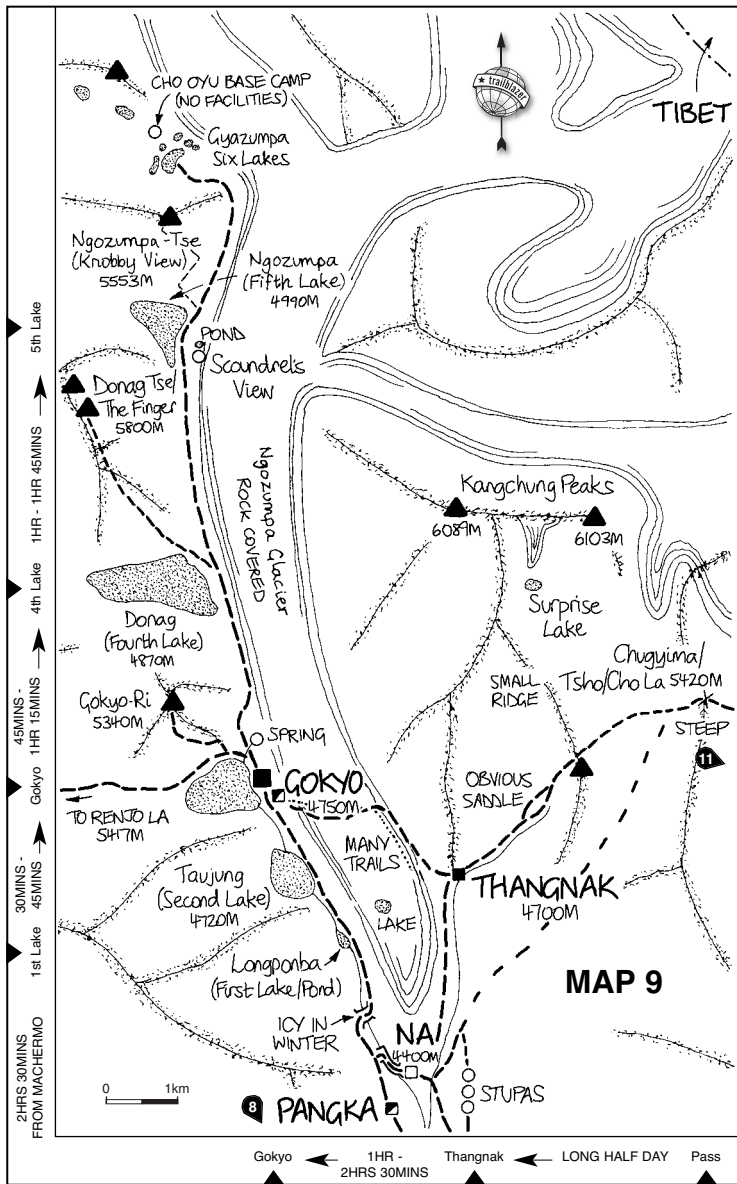 CHO OYU BASE CAMP
(NO FACILITIES)
Gyazumpa
Six Lakes
trailblazer
TIBET
Ngozumpa-Tse
(Knobby View)
5553M
Ngozumpa
(Fifth Lake)
4990M
POND
Scoundrel's
View
Donag Tse/
The Finger
5800M
Ngozumpa Glacier
ROCK COVERED
Kangchung Peaks
6089M
6103M
Surprise
Lake
Donag
(Fourth Lake)
4870M
Chugyima/
Tsho/Cho La 5420M
SMALL
RIDGE
STEEP
11
Gokyo-Ri
5340M
SPRING
GOKYO
4750M
OBVIOUS
SADDLE
TO RENJO LA
5417M
MANY
TRAILS
THANGNAK
4700M
Taujung
(Second Lake)
4720M
LAKE
Longponba
(First Lake/Pond)
MAP 9
ICY IN
WINTER
NA
4400M
0 1km
8
PANGKA
STUPAS
5th Lake
1HR - 1HR 45MINS
4th Lake
45MINS -
1HR 15MINS
Gokyo
30MINS -
45MINS
1st Lake
2HRS 30MINS
FROM MACHERMO
Gokyo
1HR -
2HRS 30MINS
Thangnak
LONG HALF DAY
Pass